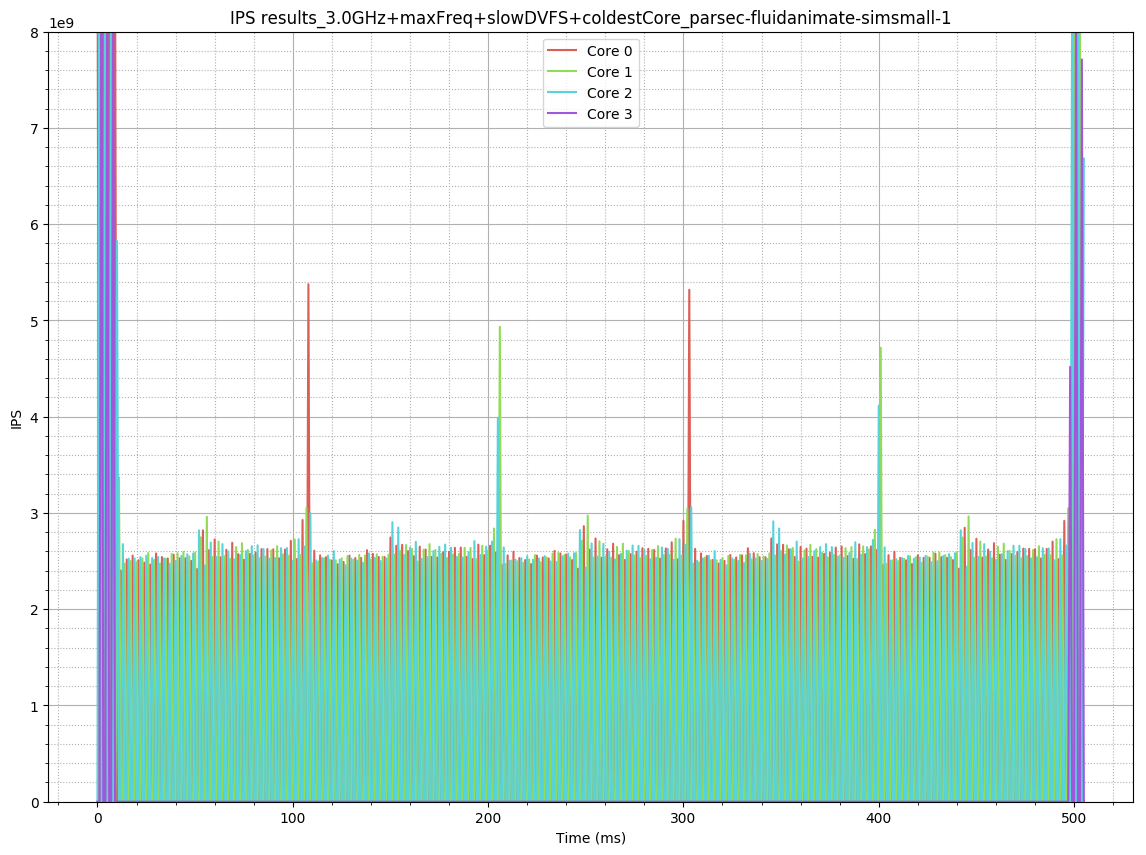 IPS results_3.0GHz+maxFreq+slowDVFS+coldestCore_parsec-fluidanimate-simsmall-1
1e9
Core 0
Core 1
Core 2
Core 3
8
7
6
5
4
3
2
1
0
IPS
0 100 200 300 400 500
Time (ms)